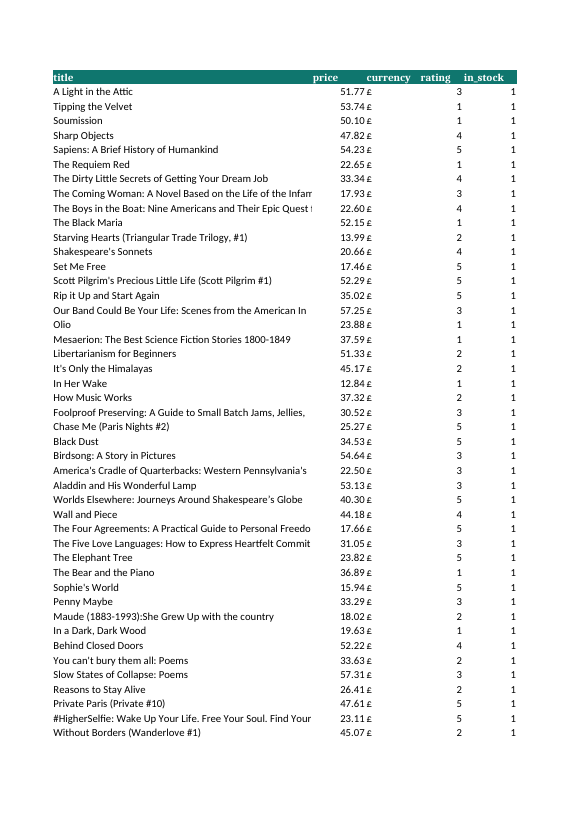 title price currency rating in_stock
A Light in the Attic 51.77 £ 3 1
Tipping the Velvet 53.74 £ 1 1
Soumission 50.10 £ 1 1
Sharp Objects 47.82 £ 4 1
Sapiens: A Brief History of Humankind 54.23 £ 5 1
The Requiem Red 22.65 £ 1 1
The Dirty Little Secrets of Getting Your Dream Job 33.34 £ 4 1
The Coming Woman: A Novel Based on the Life of the Infam 17.93 £ 3 1
The Boys in the Boat: Nine Americans and Their Epic Quest 22.60 £ 4 1
The Black Maria 52.15 £ 1 1
Starving Hearts (Triangular Trade Trilogy, #1) 13.99 £ 2 1
Shakespeare's Sonnets 20.66 £ 4 1
Set Me Free 17.46 £ 5 1
Scott Pilgrim's Precious Little Life (Scott Pilgrim #1) 52.29 £ 5 1
Rip it Up and Start Again 35.02 £ 5 1
Our Band Could Be Your Life: Scenes from the American In 57.25 £ 3 1
Olio 23.88 £ 1 1
Mesaerion: The Best Science Fiction Stories 1800-1849 37.59 £ 1 1
Libertarianism for Beginners 51.33 £ 2 1
It's Only the Himalayas 45.17 £ 2 1
In Her Wake 12.84 £ 1 1
How Music Works 37.32 £ 2 1
Foolproof Preserving: A Guide to Small Batch Jams, Jellies, 30.52 £ 3 1
Chase Me (Paris Nights #2) 25.27 £ 5 1
Black Dust 34.53 £ 5 1
Birdsong: A Story in Pictures 54.64 £ 3 1
America's Cradle of Quarterbacks: Western Pennsylvania's 22.50 £ 3 1
Aladdin and His Wonderful Lamp 53.13 £ 3 1
Worlds Elsewhere: Journeys Around Shakespeare's Globe 40.30 £ 5 1
Wall and Piece 44.18 £ 4 1
The Four Agreements: A Practical Guide to Personal Freedo 17.66 £ 5 1
The Five Love Languages: How to Express Heartfelt Commit 31.05 £ 3 1
The Elephant Tree 23.82 £ 5 1
The Bear and the Piano 36.89 £ 1 1
Sophie's World 15.94 £ 5 1
Penny Maybe 33.29 £ 3 1
Maude (1883-1993):She Grew Up with the country 18.02 £ 2 1
In a Dark, Dark Wood 19.63 £ 1 1
Behind Closed Doors 52.22 £ 4 1
You can't bury them all: Poems 33.63 £ 2 1
Slow States of Collapse: Poems 57.31 £ 3 1
Reasons to Stay Alive 26.41 £ 2 1
Private Paris (Private #10) 47.61 £ 5 1
#HigherSelfie: Wake Up Your Life. Free Your Soul. Find Your 23.11 £ 5 1
Without Borders (Wanderlove #1) 45.07 £ 2 1